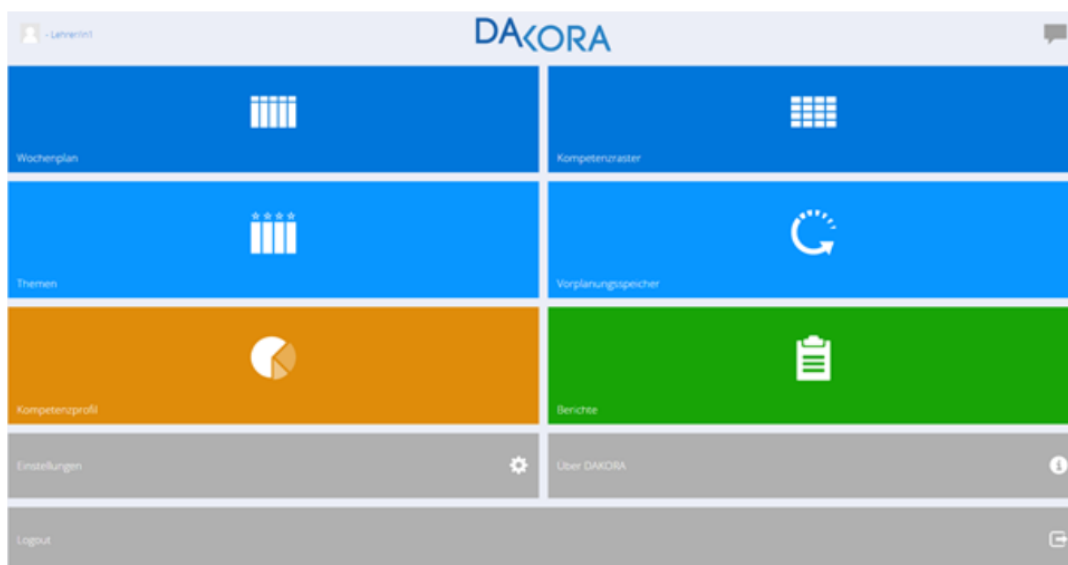 - Lehrerin1
DAKORA
Wochenplan
Kompetenzraster
Themen
Vorplanungsspeicher
Kompetenzprofil
Berichte
Einstellungen
Über DAKORA
Logout